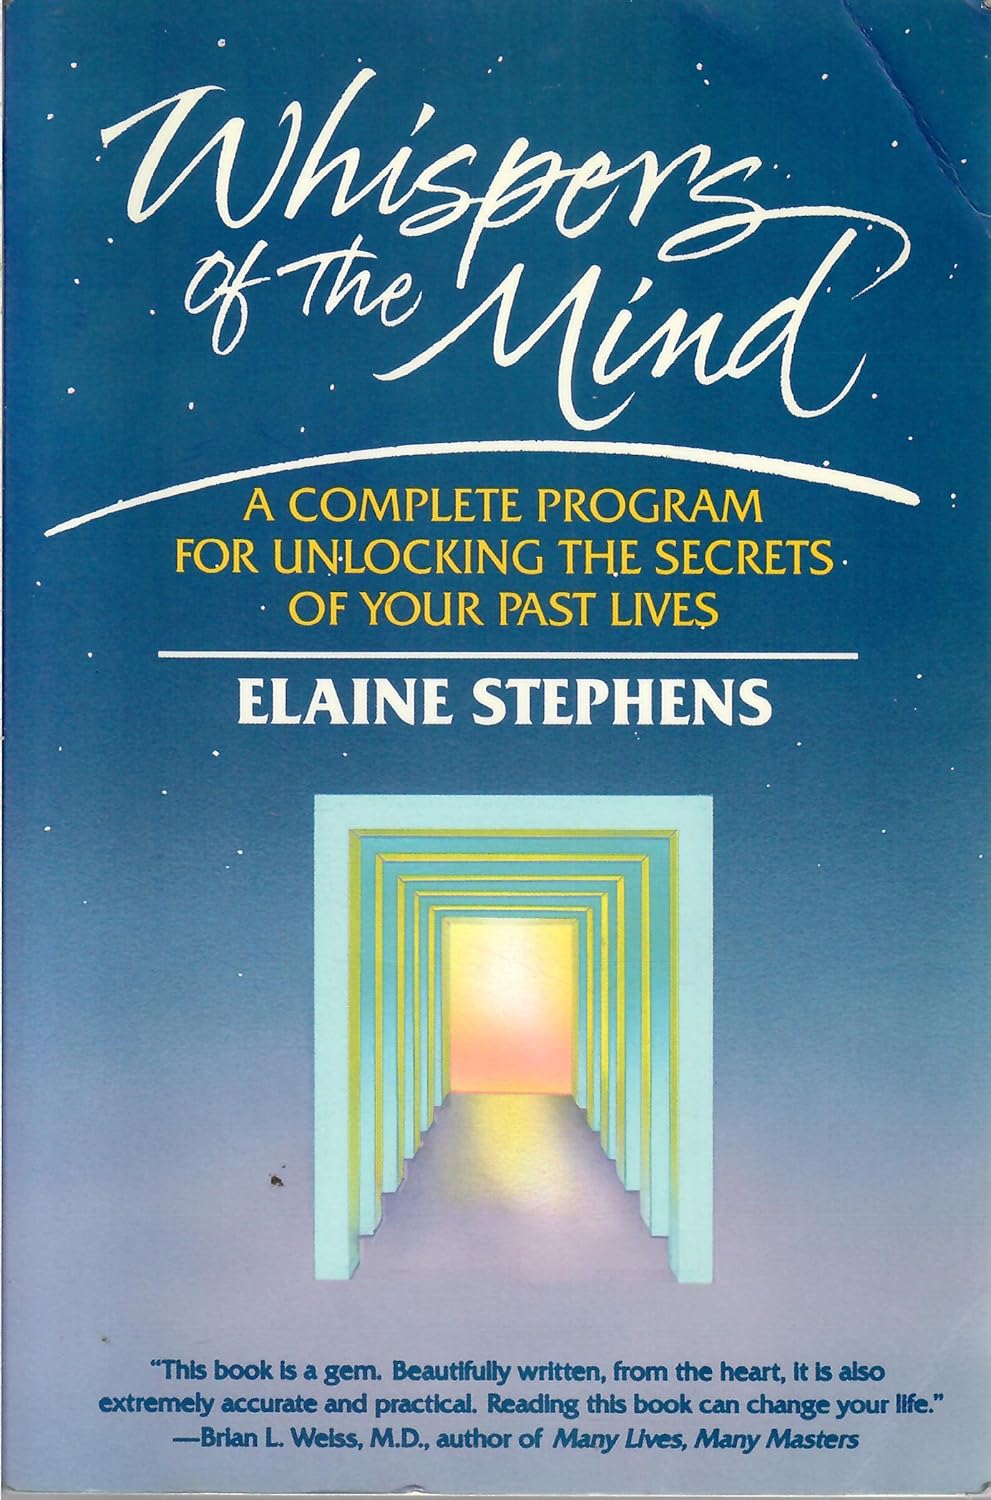 Whispers
of The Mind
A COMPLETE PROGRAM
FOR UNLOCKING THE SECRETS
OF YOUR PAST LIVES
ELAINE STEPHENS
“This book is a gem. Beautifully written, from the heart, it is also
extremely accurate and practical. Reading this book can change your life.”
—Brian L. Weiss, M.D., author of Many Lives, Many Masters